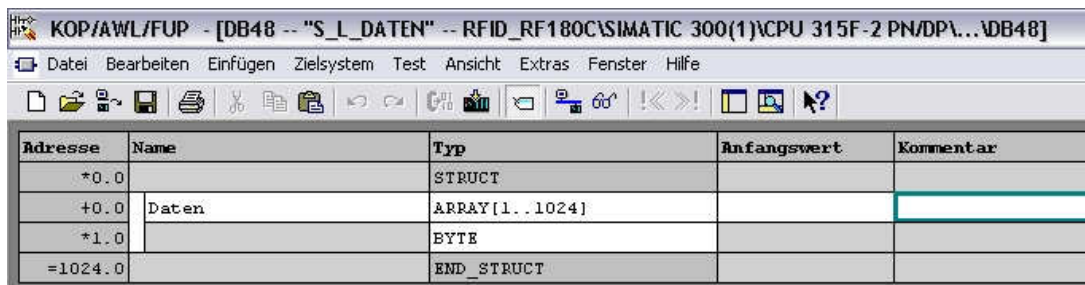 KOP/AWL/FUP - [DB48 -- "S_L_DATEN" -- RFID_RF180C\SIMATIC 300(1)\CPU 315F-2 PN/DP\...\DB48]
Datei Bearbeiten Einfügen Zielsystem Test Ansicht Extras Fenster Hilfe
Adresse Name Typ Anfangswert Kommentar
*0.0 STRUCT
+0.0 Daten ARRAY[1..1024]
*1.0 BYTE
=1024.0 END_STRUCT